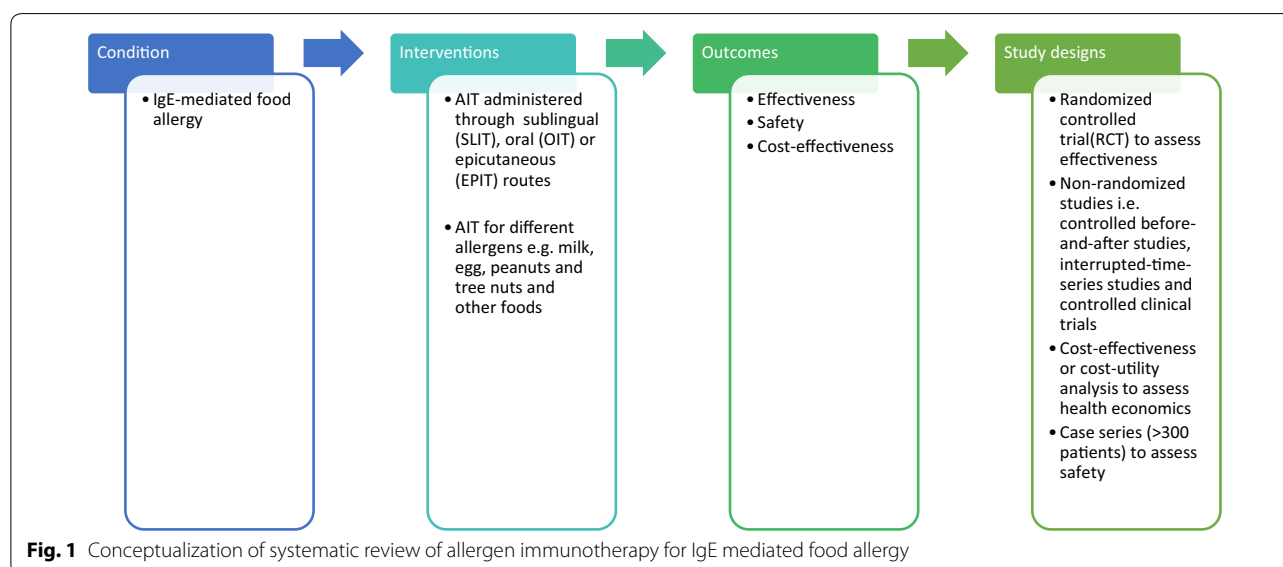 Condition
• IgE-mediated food
allergy
Interventions
• AIT administered
through sublingual
(SLIT), oral (OIT) or
epicutaneous
(EPIT) routes
• AIT for different
allergens e.g. milk,
egg, peanuts and
tree nuts and
other foods
Outcomes
• Effectiveness
• Safety
• Cost-effectiveness
Study designs
• Randomized
controlled
trial(RCT) to assess
effectiveness
• Non-randomized
studies i.e.
controlled before-
and-after studies,
interrupted-time-
series studies and
controlled clinical
trials
• Cost-effectiveness
or cost-utility
analysis to assess
health economics
• Case series (>300
patients) to assess
safety
Fig. 1 Conceptualization of systematic review of allergen immunotherapy for IgE mediated food allergy